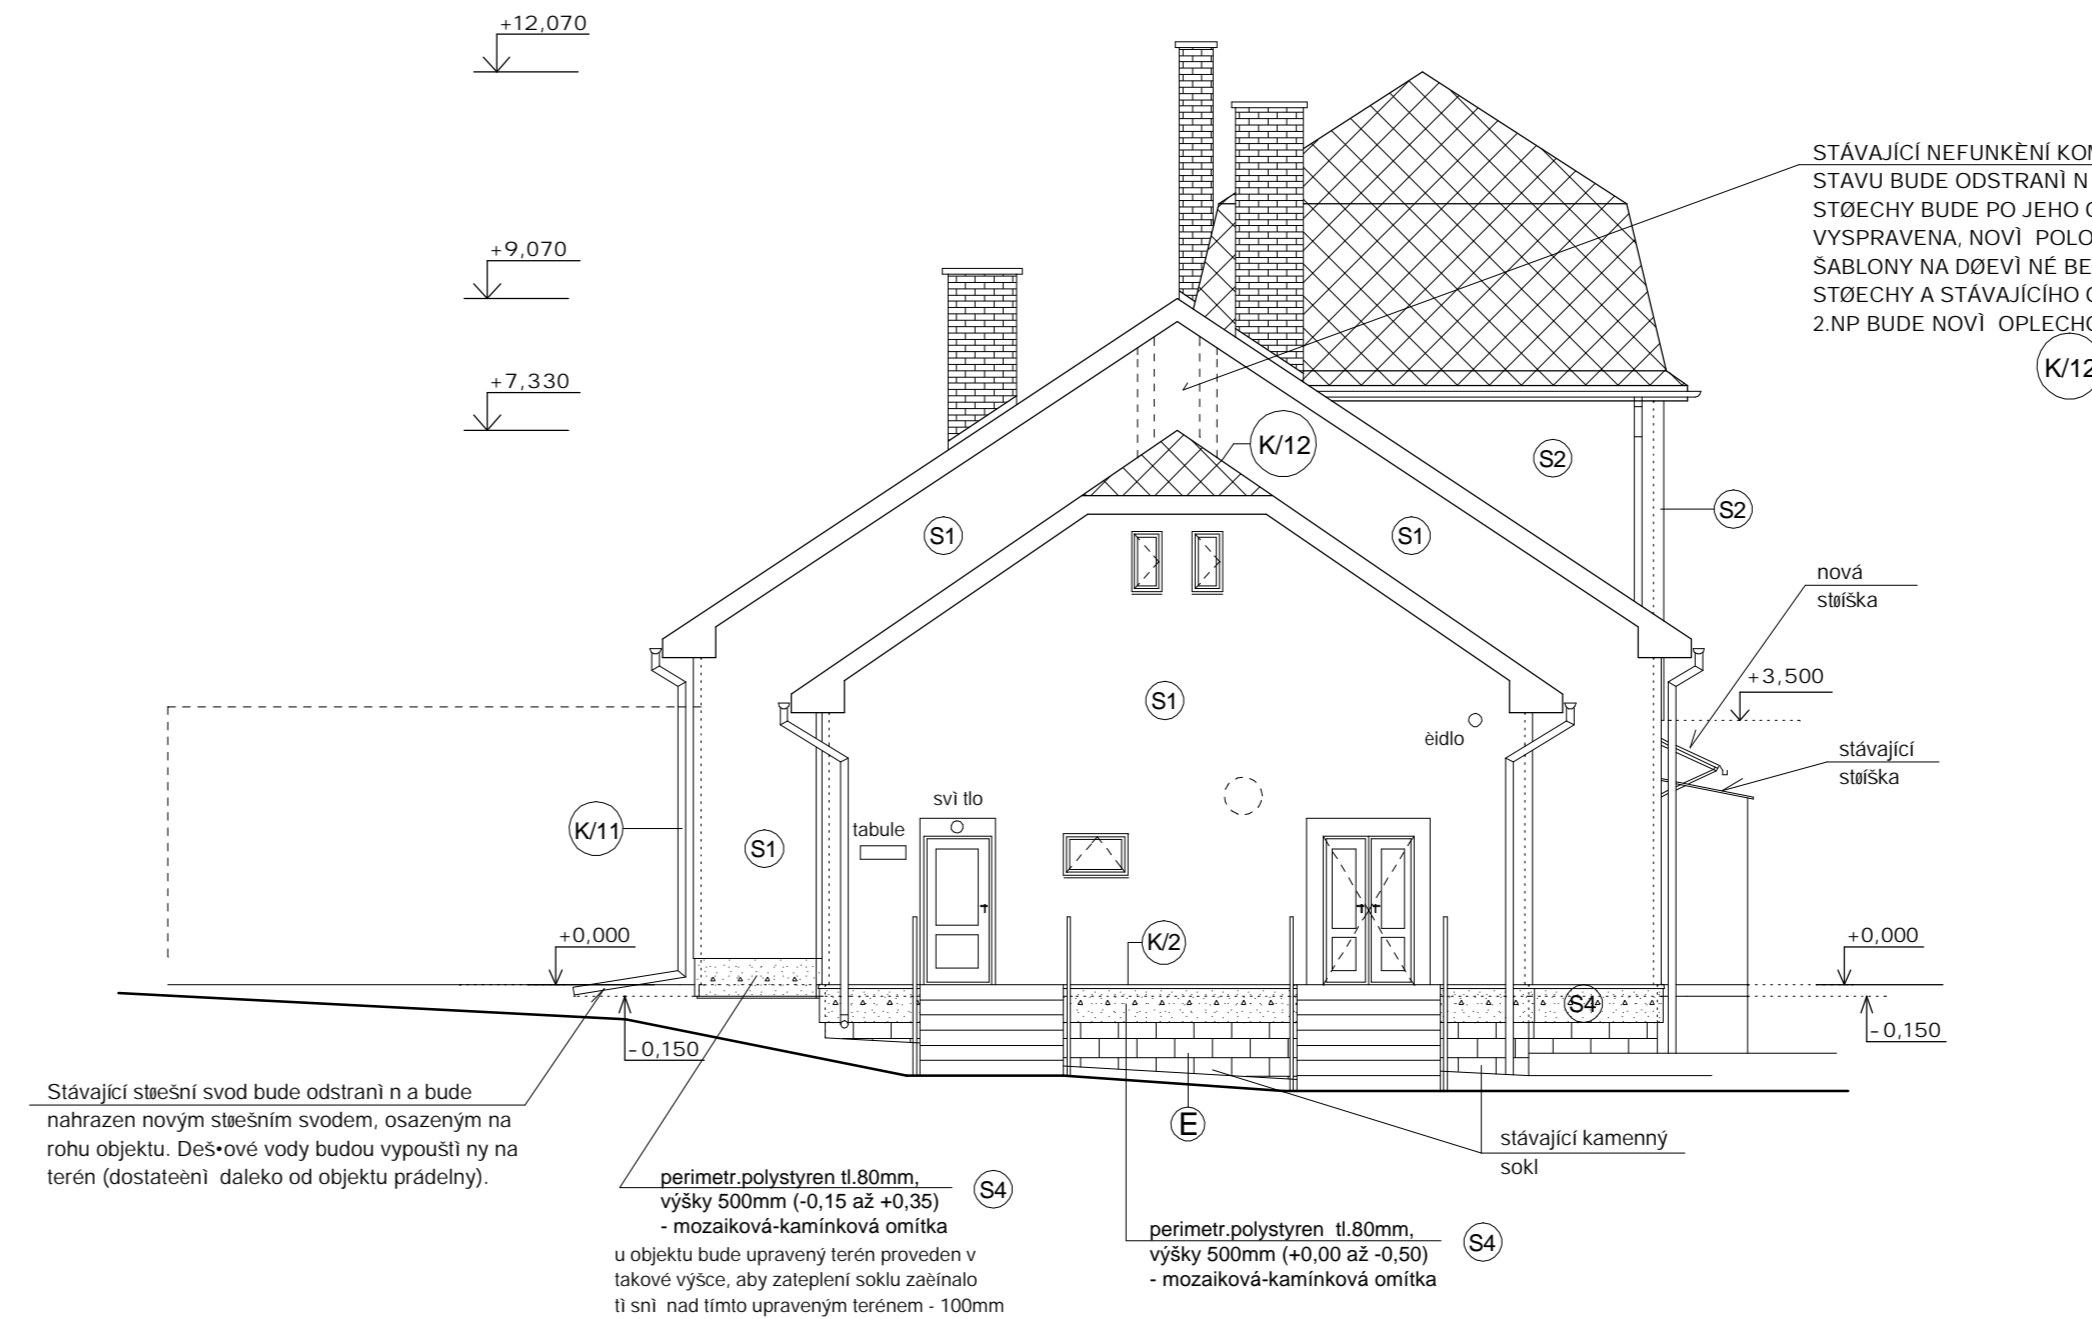 +12,070
+9,070
+7,330
STÁVAJÍCÍ NEFUNKÈNÍ
STAVU BUDE ODSTRANÌ N
STØECHY BUDE PO JEHO
VYSPRAVENA, NOVÌ
ŠABLONY NA DØEVÌ NÉ
STØECHY A STÁVAJÍCÍHO
2.NP BUDE NOVÌ
K/12
K/12
S2
S2
S1
S1
nová
støíška
+3,500
S1
èidlo
stávající
støíška
svì tlo
tabule
K/11
S1
K/2
+0,000
+0,000
S4
-0,150
-0,150
Stávající støešní svod bude odstranì n a bude
nahrazen novým støešním svodem, osazeným na
rohu objektu. Deš•ové vody budou vypouštì ny na
terén (dostateènì daleko od objektu prádelny).
E
stávající kamenný
sokl
perimetr.polystyren tl.80mm,
výšky 500mm (-0,15 až +0,35)
- mozaiková-kamínková omítka
S4
u objektu bude upravený terén proveden v
takové výšce, aby zateplení soklu zaèínalo
tì snì nad tímto upraveným terénem - 100mm
perimetr.polystyren tl.80mm,
výšky 500mm (+0,00 až -0,50)
- mozaiková-kamínková omítka
S4